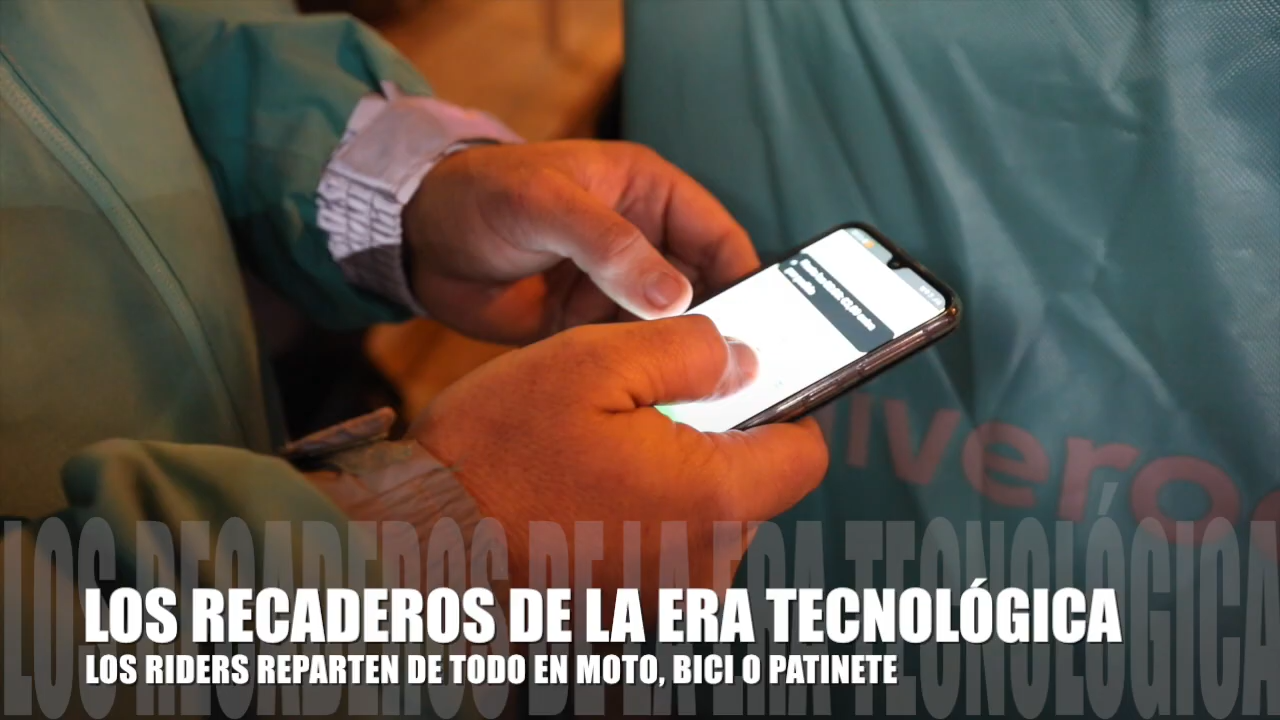 LOS RECADEROS DE LA ERA TECNOLÓGICA
LOS RECADEROS DE LA ERA TECNOLÓGICA
LOS RIDERS REPARTEN DE TODO EN MOTO, BICI O PATINETE